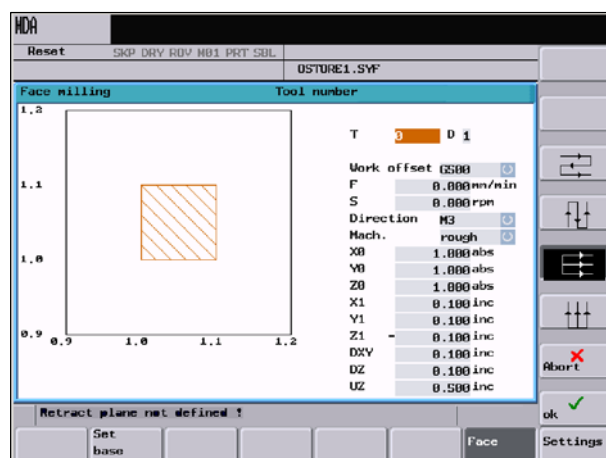 MDA
Reset SKP DRY ROV M01 PRT SBL
OSTORE1.SYF
Face milling Tool number
1.2
1.1
1.0
0.9
0.9 1.0 1.1 1.2
T 0 D 1
Work offset G500
F 0.000 mm/min
S 0.000 rpm
Direction M3
Mach. rough
X0 1.000 abs
Y0 1.000 abs
Z0 1.000 abs
X1 0.100 inc
Y1 0.100 inc
Z1 - 0.100 inc
DXY 0.100 inc
DZ 0.100 inc
UZ 0.500 inc
Abort
ok
Retract plane not defined !
Set base
Face
Settings